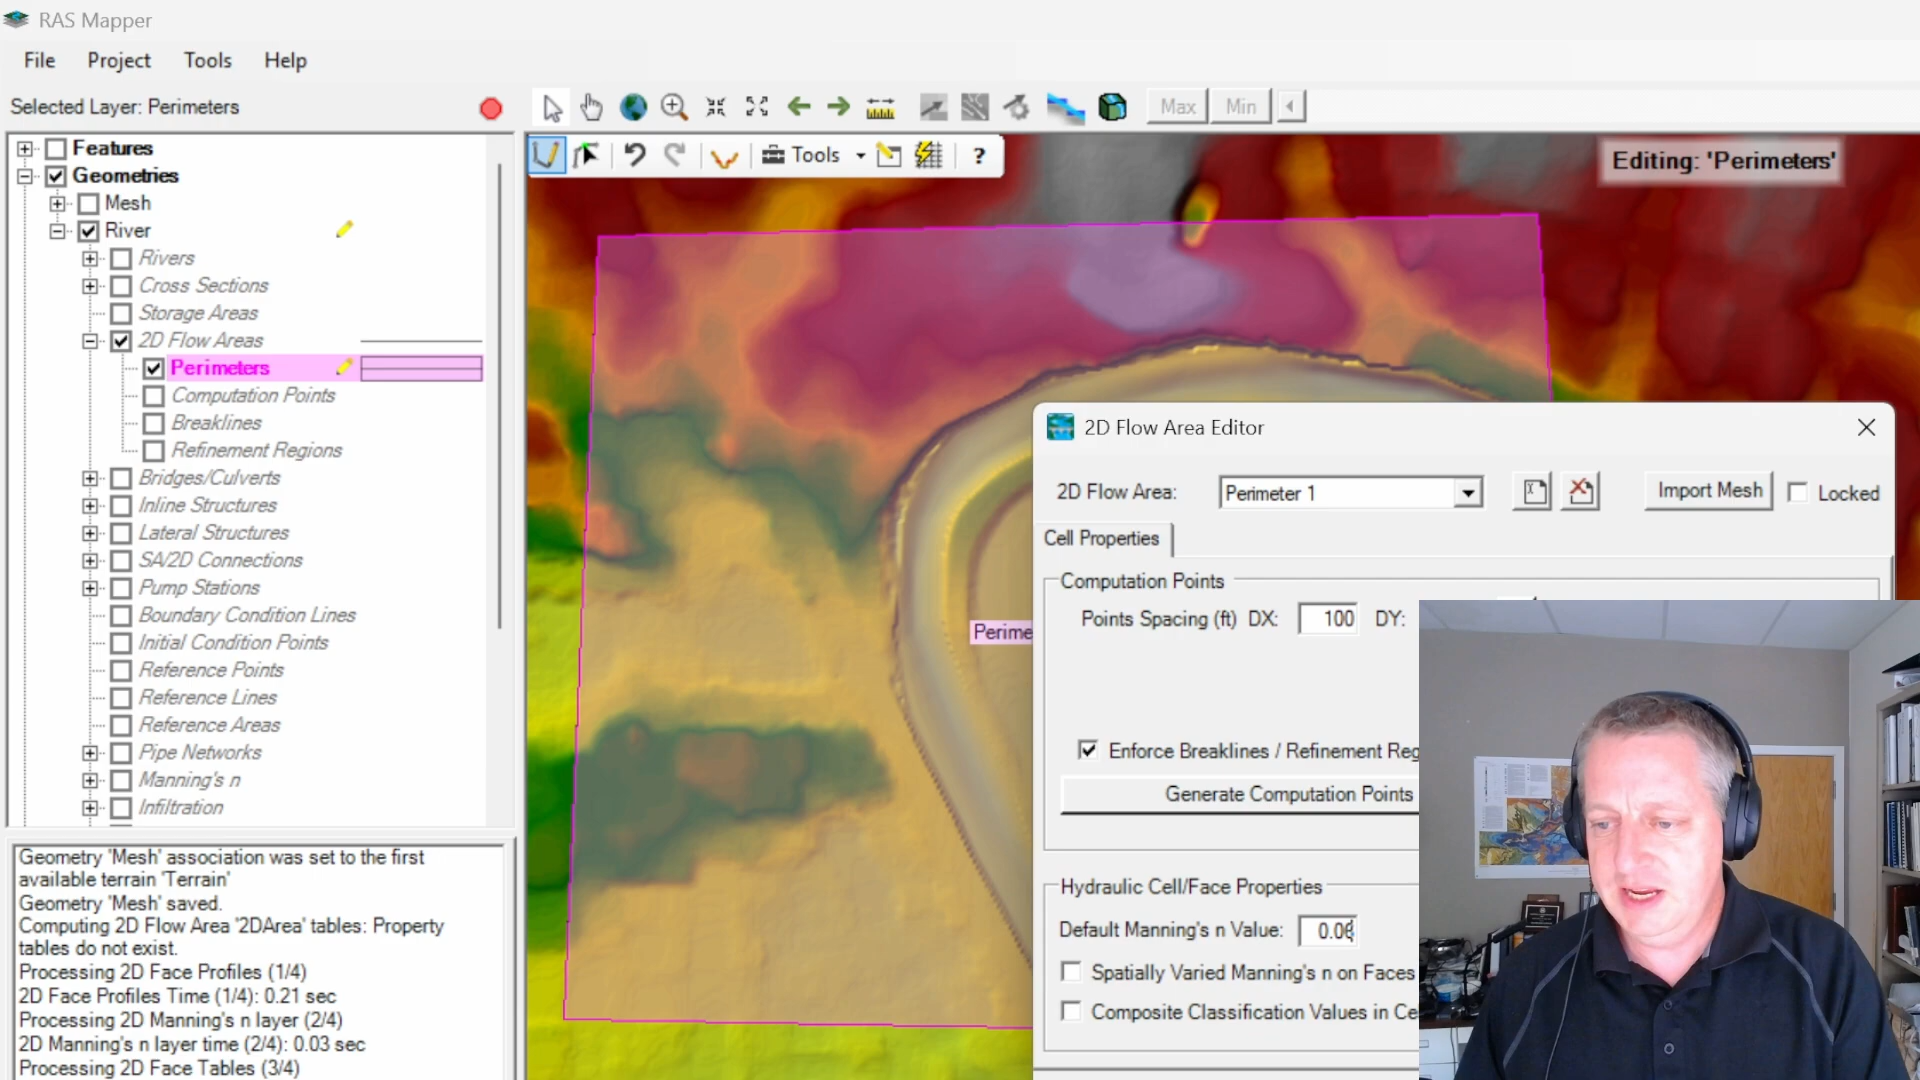 RAS Mapper
File Project Tools Help
Selected Layer: Perimeters
Max Min
Features
Geometries
Mesh
River
Rivers
Cross Sections
Storage Areas
2D Flow Areas
Perimeters
Computation Points
Breaklines
Refinement Regions
Bridges/Culverts
Inline Structures
Lateral Structures
SA/2D Connections
Pump Stations
Boundary Condition Lines
Initial Condition Points
Reference Points
Reference Lines
Reference Areas
Pipe Networks
Manning's n
Infiltration
Geometry 'Mesh' association was set to the first
available terrain 'Terrain'
Geometry 'Mesh' saved.
Computing 2D Flow Area '2DArea' tables: Property
tables do not exist.
Processing 2D Face Profiles (1/4)
2D Face Profiles Time (1/4): 0.21 sec
Processing 2D Manning's n layer (2/4)
2D Manning's n layer time (2/4): 0.03 sec
Processing 2D Face Tables (3/4)
Tools ?
Editing: 'Perimeters'
Perime
2D Flow Area Editor
2D Flow Area: Perimeter 1 Import Mesh Locked
Cell Properties
Computation Points
Points Spacing (ft) DX: 100 DY:
Enforce Breaklines / Refinement Reg
Generate Computation Points
Hydraulic Cell/Face Properties
Default Manning's n Value: 0.06
Spatially Varied Manning's n on Faces
Composite Classification Values in Ce